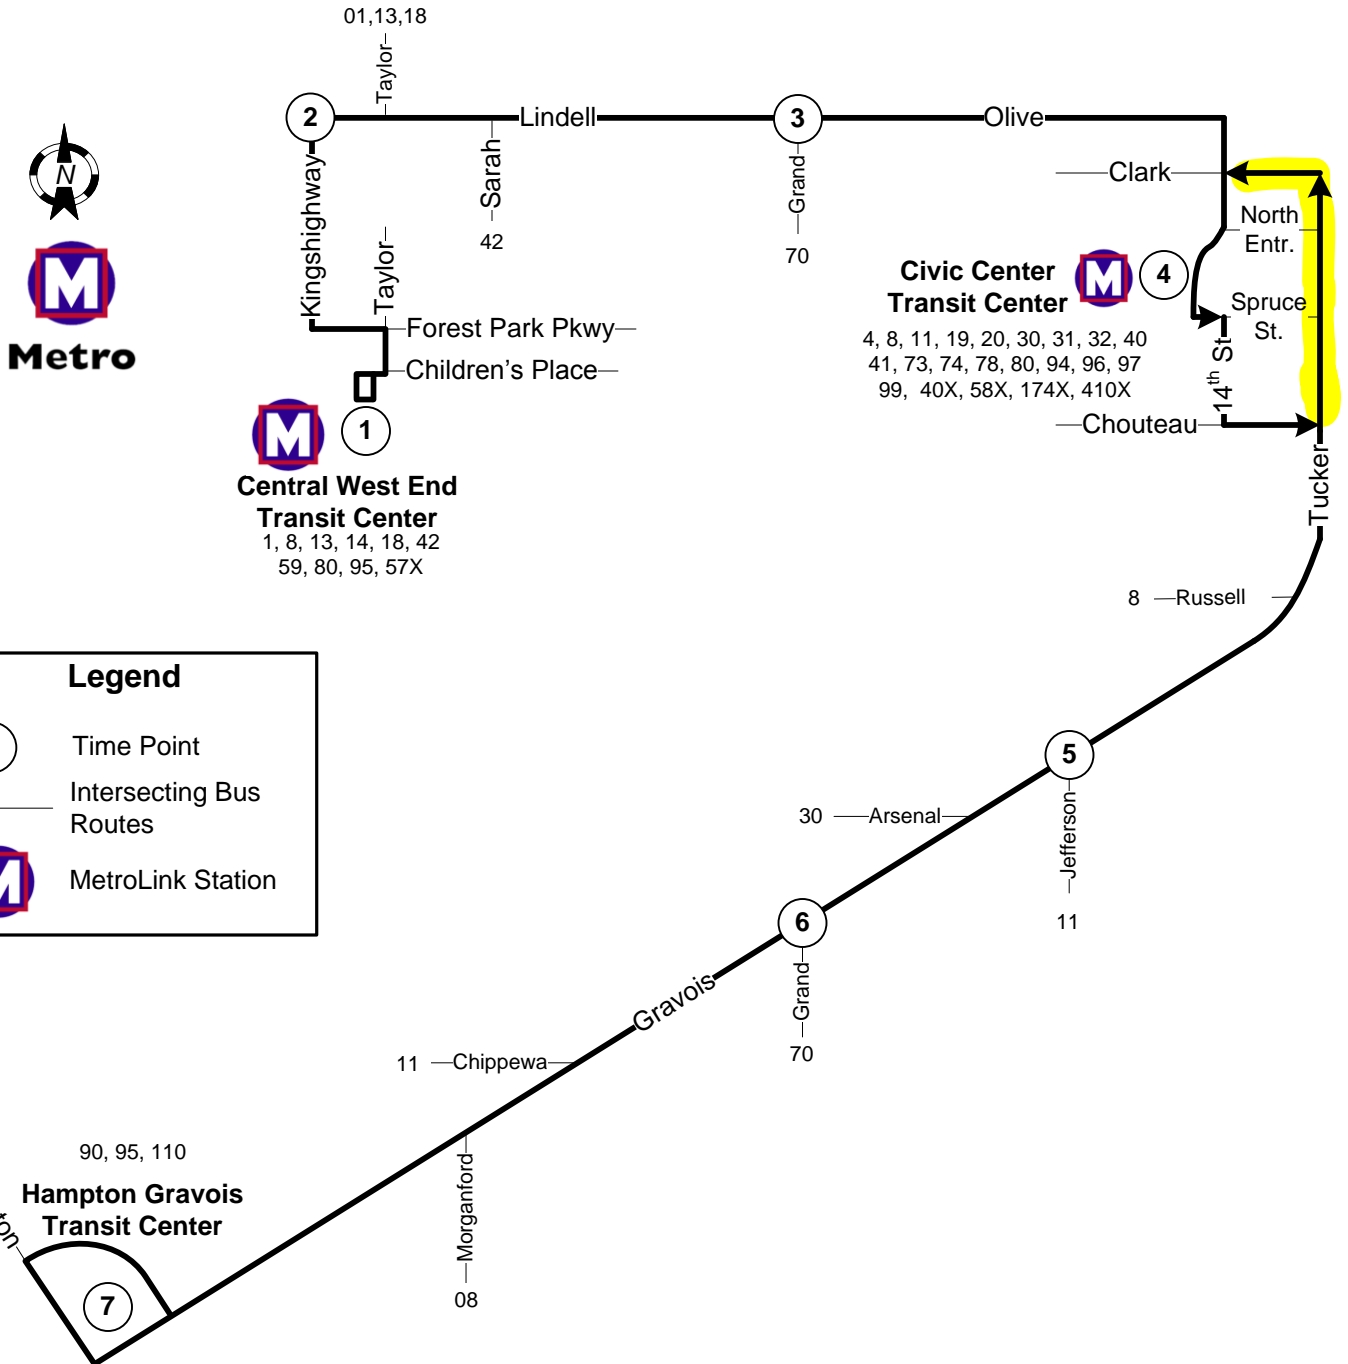 01,13,18
Taylor
2
Lindell
3
Olive
Kingshighway
Sarah
42
Grand
70
Clark
North
Entr.
N
Metro
Taylor
Forest Park Pkwy
Children's Place
1
Central West End
Transit Center
1, 8, 13, 14, 18, 42
59, 80, 95, 57X
Civic Center
Transit Center
4
4, 8, 11, 19, 20, 30, 31, 32, 40
41, 73, 74, 78, 80, 94, 96, 97
99, 40X, 58X, 174X, 410X
Spruce
St.
14th St
Chouteau
Tucker
8
Russell
Legend
Time Point
Intersecting Bus
Routes
MetroLink Station
5
30
Arsenal
Jefferson
11
6
Grand
70
Gravois
11
Chippewa
Morganford
08
90, 95, 110
Hampton Gravois
Transit Center
7